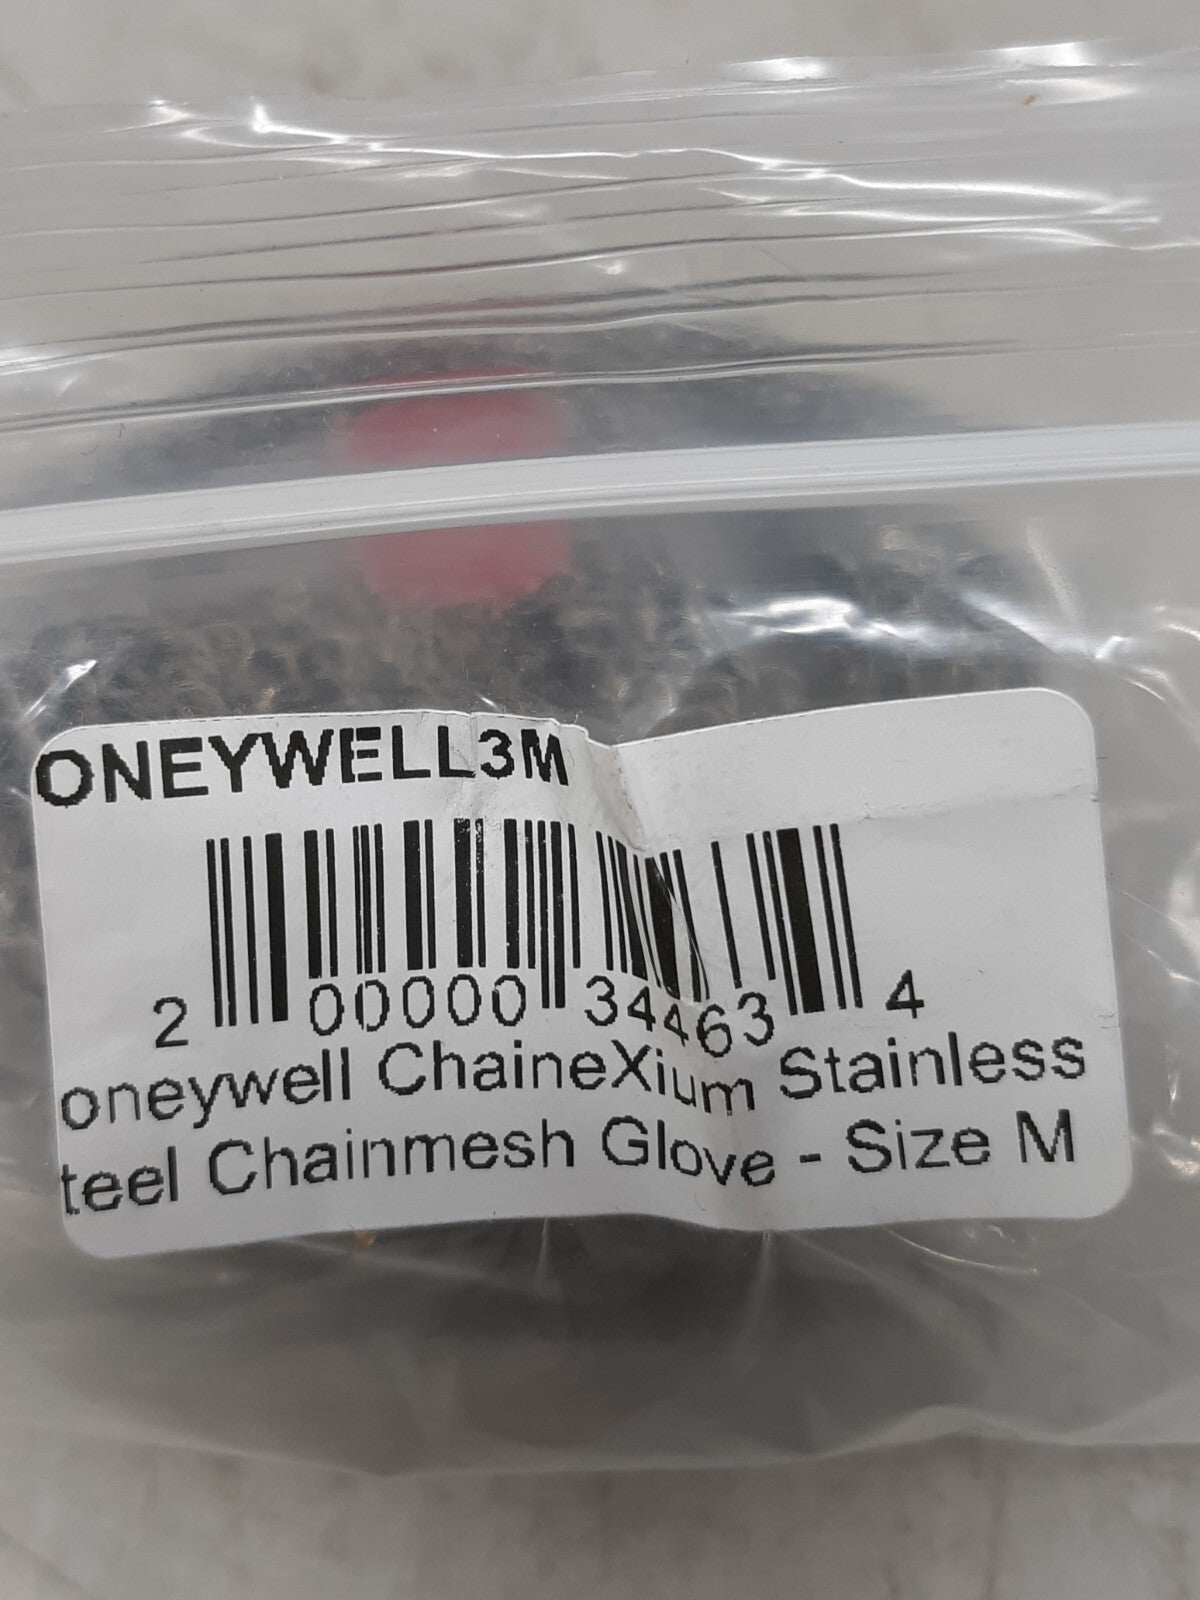 ONEYWELL3M
2 00000 34463 4
oneywell ChaineXium Stainless
teel Chainmesh Glove - Size M